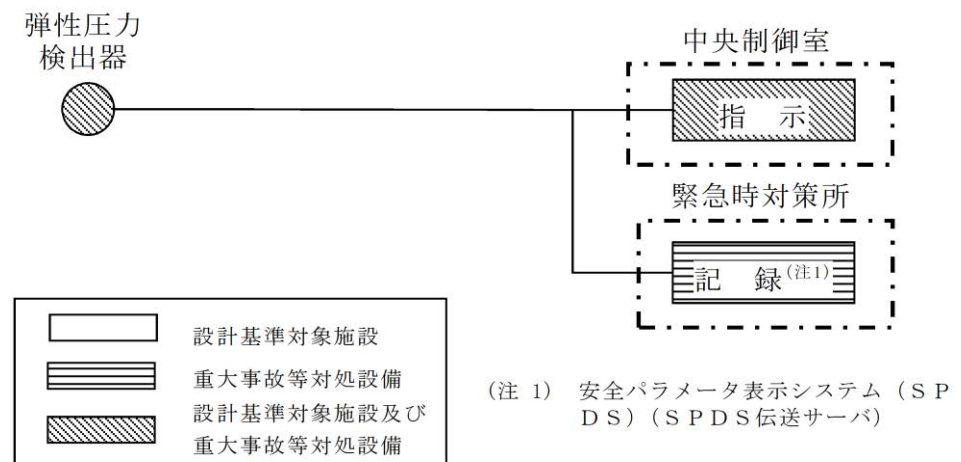 弾性圧力
検出器
中央制御室
指 示
緊急時対策所
記 録(注1)
設計基準対象施設
重大事故等対処設備
設計基準対象施設及び
重大事故等対処設備
(注 1) 安全パラメータ表示システム(SP
DS)(SPDS伝送サーバ)